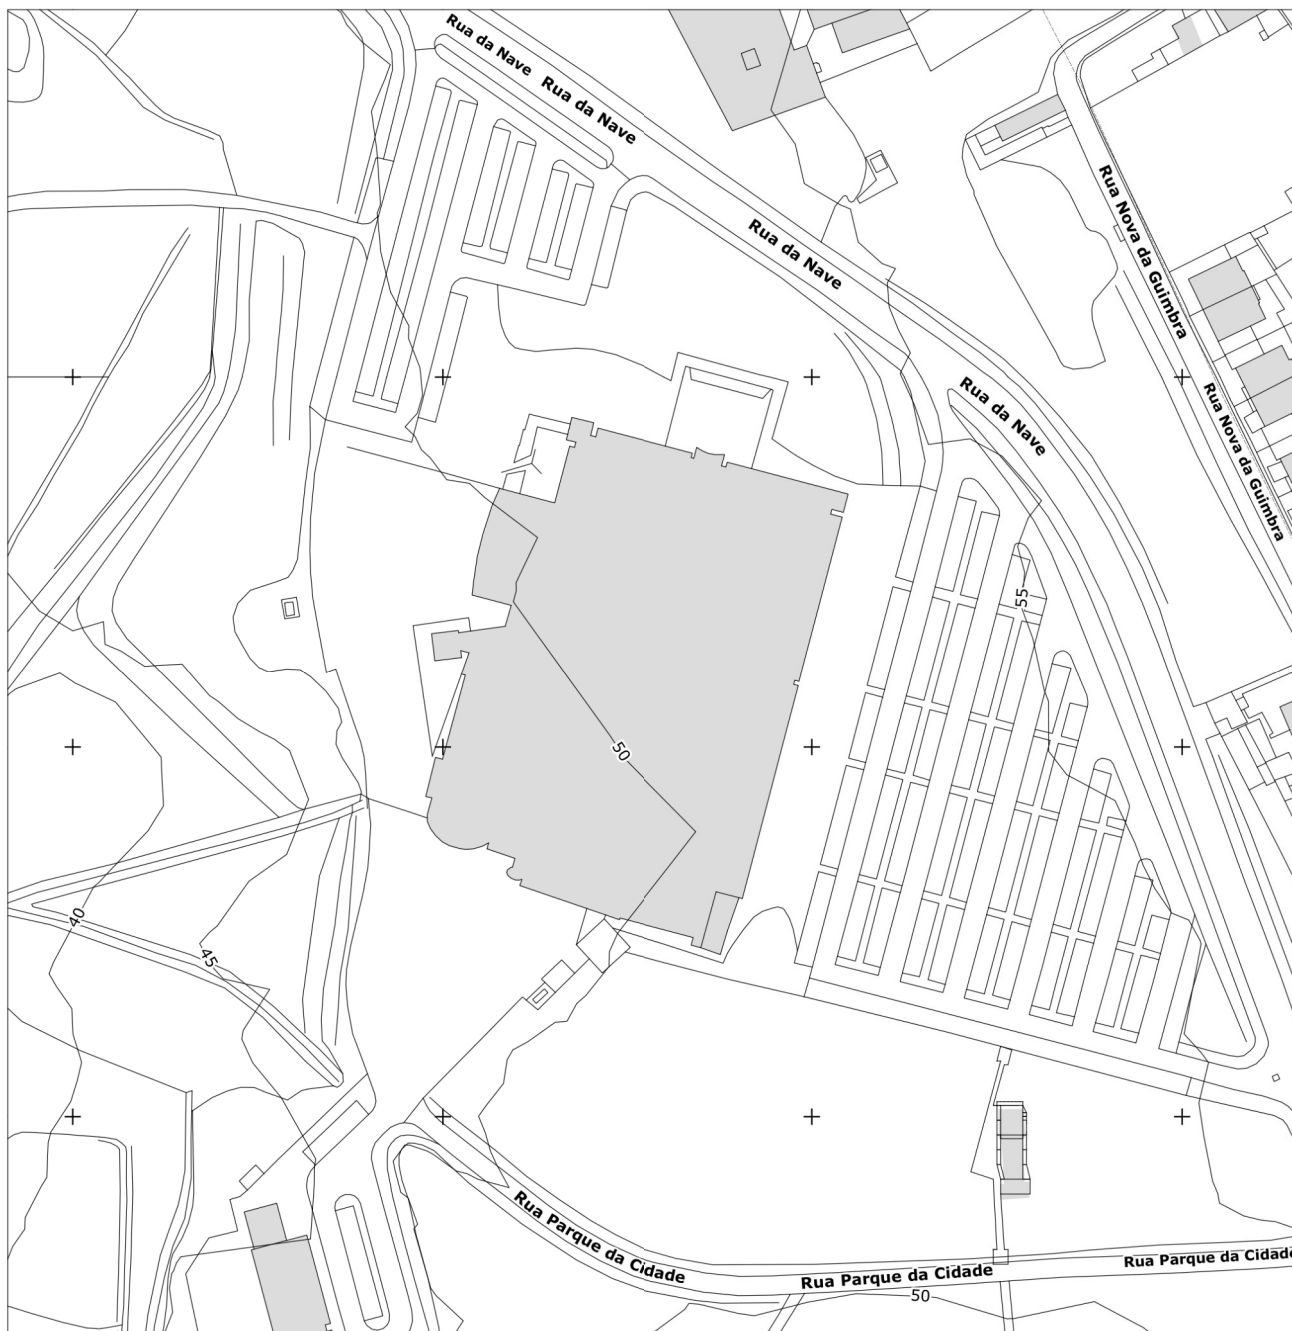 Rua da Nave
Rua da Nave
Rua da Nave
Rua Nova da Guimbra
Rua da Nave
Rua Nova da Guimbra
55
50
40
45
Rua Parque da Cidade
Rua Parque da Cidade
Rua Parque da Cidade
50